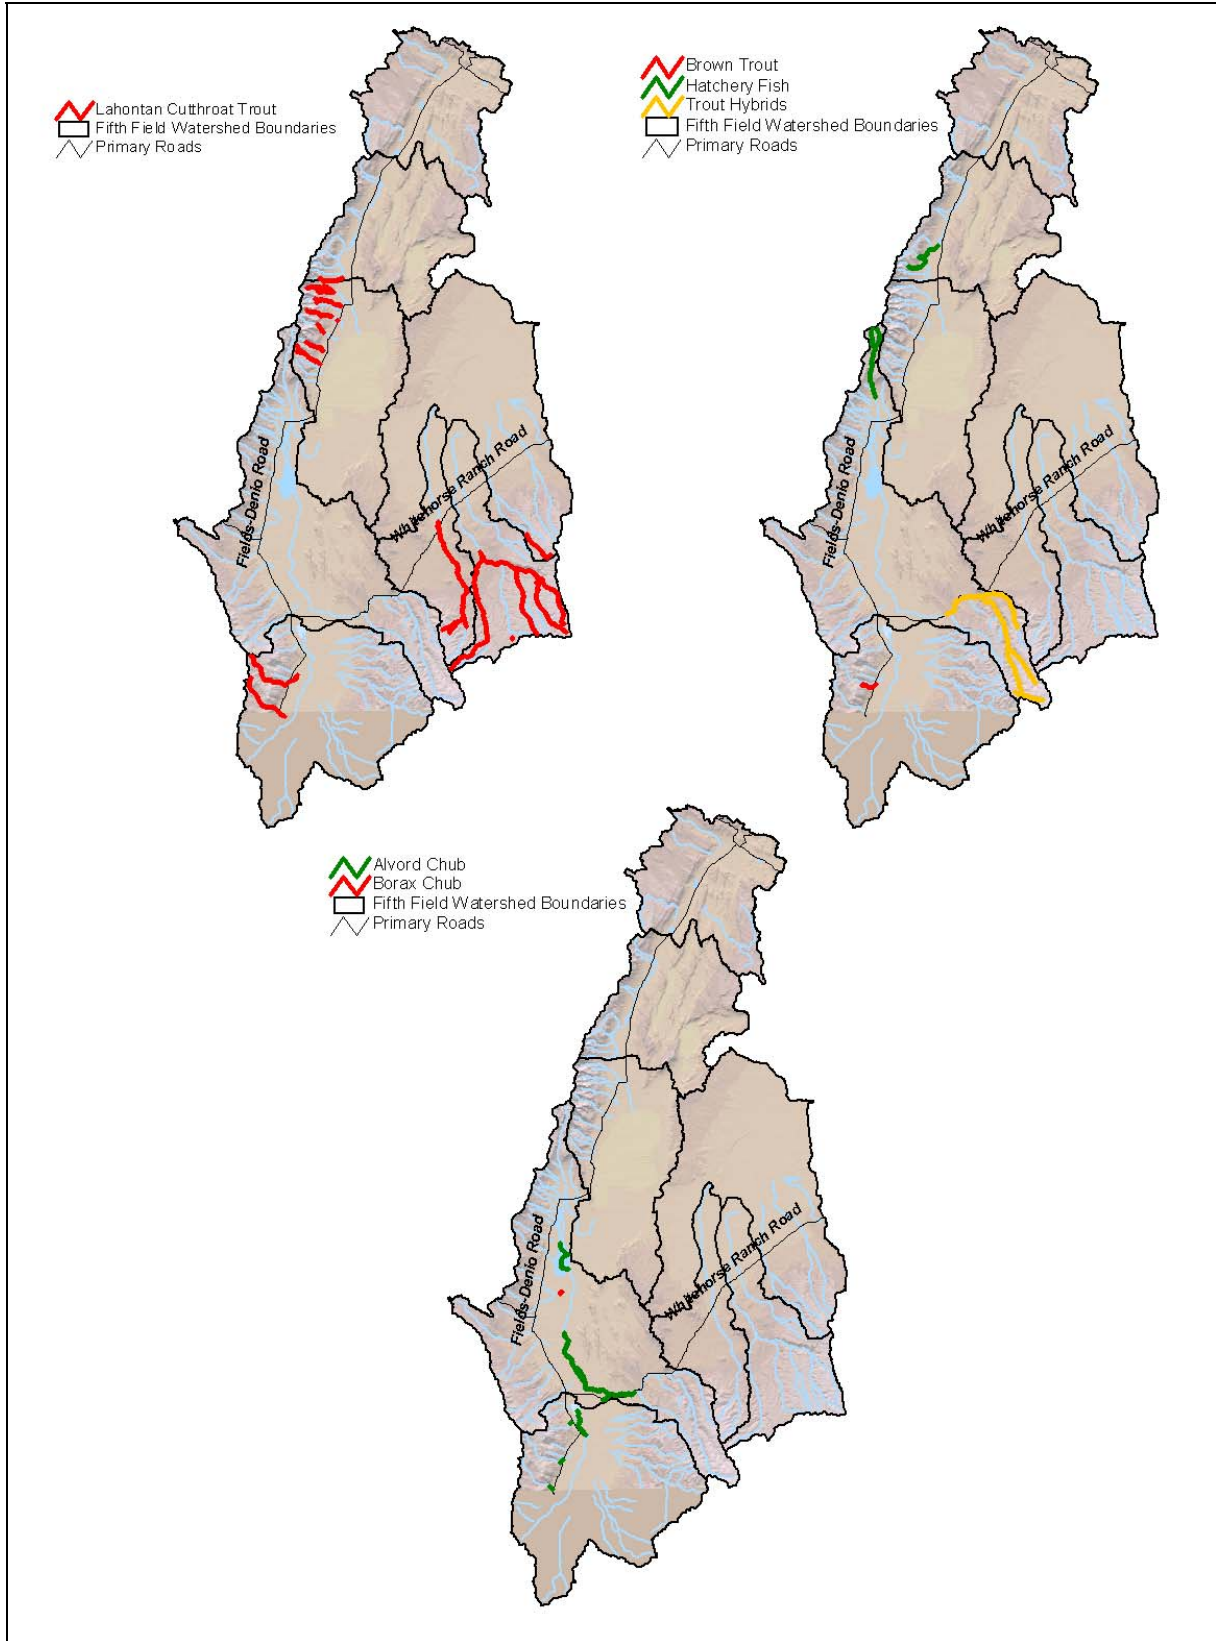 Lahontan Cutthroat Trout
Fifth Field Watershed Boundaries
Primary Roads
Fields-Denio Road
Whitehorse Ranch Road
Brown Trout
Hatchery Fish
Trout Hybrids
Fifth Field Watershed Boundaries
Primary Roads
Fields-Denio Road
Whitehorse Ranch Road
Alvord Chub
Borax Chub
Fifth Field Watershed Boundaries
Primary Roads
Fields-Denio Road
Whitehorse Ranch Road